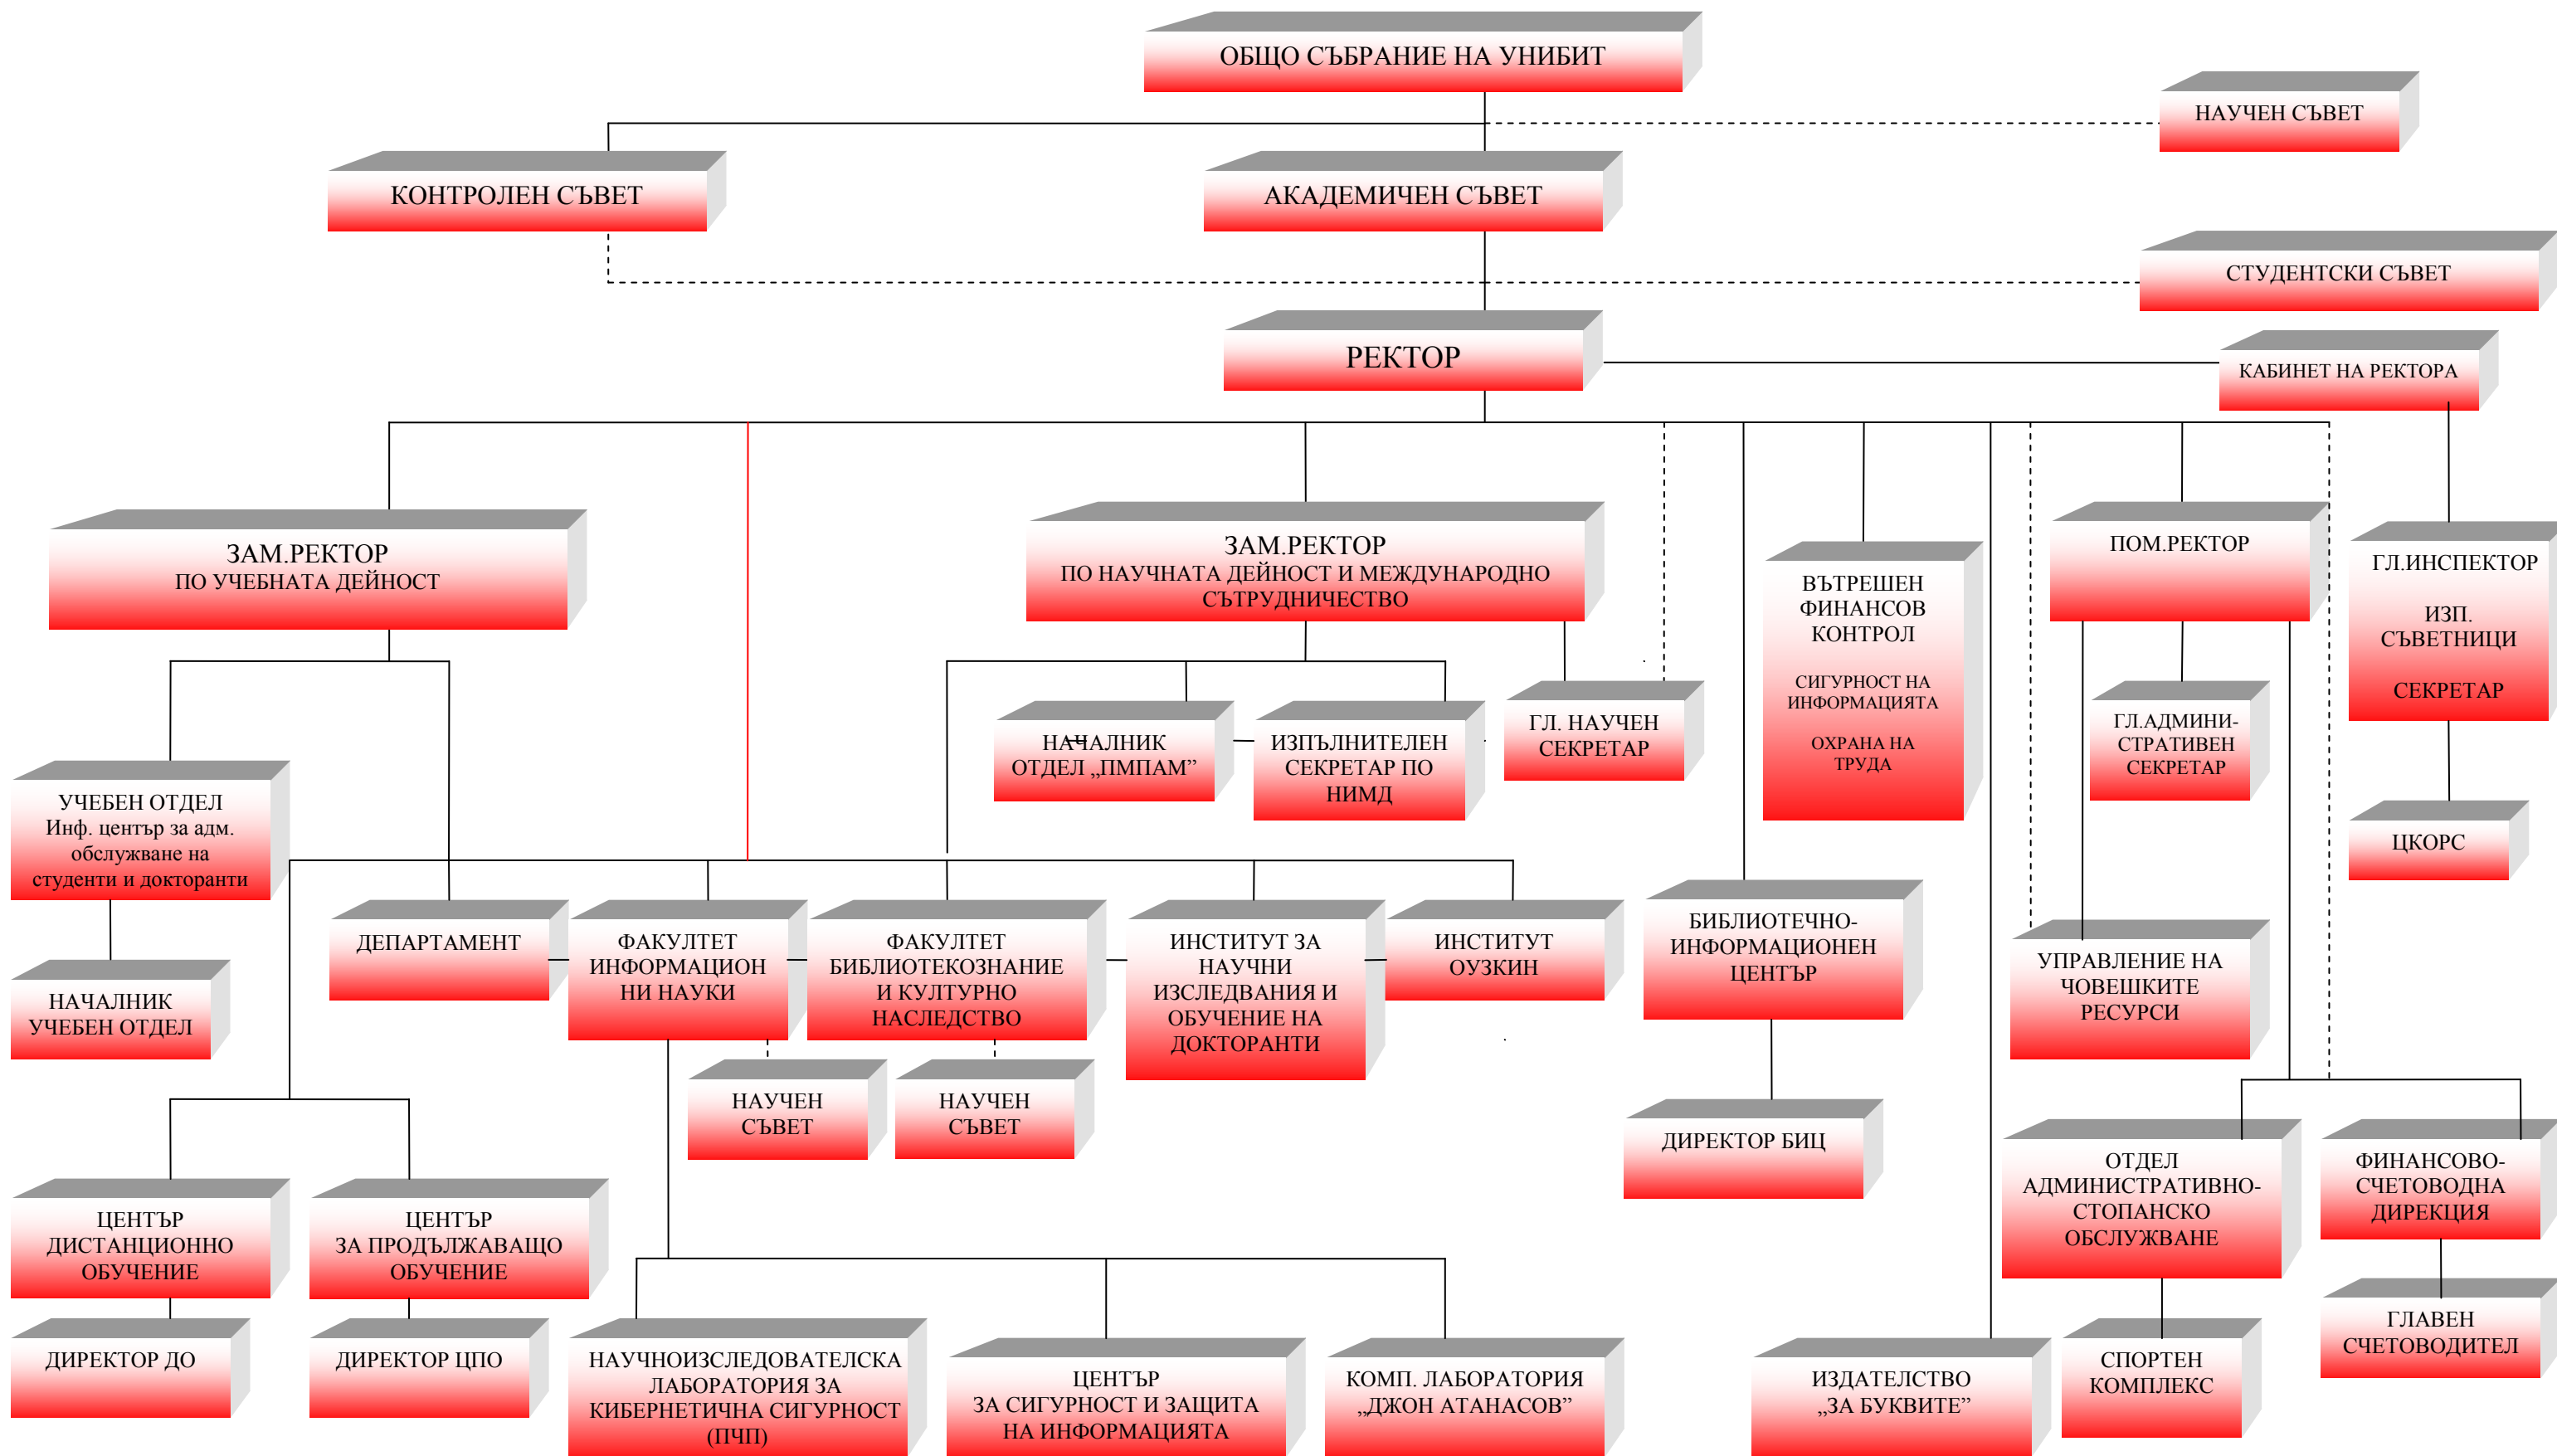 ОБЩО СЪБРАНИЕ НА УНИБИТ
НАУЧЕН СЪВЕТ
КОНТРОЛЕН СЪВЕТ
АКАДЕМИЧЕН СЪВЕТ
СТУДЕНТСКИ СЪВЕТ
РЕКТОР
КАБИНЕТ НА РЕКТОРА
ЗАМ.РЕКТОР
ПО УЧЕБНАТА ДЕЙНОСТ
ЗАМ.РЕКТОР
ПО НАУЧНАТА ДЕЙНОСТ И МЕЖДУНАРОДНО
СЪТРУДНИЧЕСТВО
ВЪТРЕШЕН
ФИНАНСОВ
КОНТРОЛ
СИГУРНОСТ НА
ИНФОРМАЦИЯТА
ОХРАНА НА
ТРУДА
ПОМ.РЕКТОР
ГЛ.ИНСПЕКТОР
ИЗП.
СЪВЕТНИЦИ
СЕКРЕТАР
НАЧАЛНИК
ОТДЕЛ „ПМПАМ”
ИЗПЪЛНИТЕЛЕН
СЕКРЕТАР ПО
НИМД
ГЛ. НАУЧЕН
СЕКРЕТАР
ГЛ.АДМИНИ-
СТРАТИВЕН
СЕКРЕТАР
УЧЕБЕН ОТДЕЛ
Инф. център за адм.
обслужване на
студенти и докторанти
ЦКОРС
НАЧАЛНИК
УЧЕБЕН ОТДЕЛ
ДЕПАРТАМЕНТ
ФАКУЛТЕТ
ИНФОРМАЦИОН
НИ НАУКИ
ФАКУЛТЕТ
БИБЛИОТЕКОЗНАНИЕ
И КУЛТУРНО
НАСЛЕДСТВО
ИНСТИТУТ ЗА
НАУЧНИ
ИЗСЛЕДВАНИЯ И
ОБУЧЕНИЕ НА
ДОКТОРАНТИ
ИНСТИТУТ
ОУЗКИН
БИБЛИОТЕЧНО-
ИНФОРМАЦИОНЕН
ЦЕНТЪР
УПРАВЛЕНИЕ НА
ЧОВЕШКИТЕ
РЕСУРСИ
НАУЧЕН
СЪВЕТ
НАУЧЕН
СЪВЕТ
ДИРЕКТОР БИЦ
ОТДЕЛ
АДМИНИСТРАТИВНО-
СТОПАНСКО
ОБСЛУЖВАНЕ
ФИНАНСОВО-
СЧЕТОВОДНА
ДИРЕКЦИЯ
ЦЕНТЪР
ДИСТАНЦИОННО
ОБУЧЕНИЕ
ЦЕНТЪР
ЗА ПРОДЪЛЖАВАЩО
ОБУЧЕНИЕ
ДИРЕКТОР ДО
ДИРЕКТОР ЦПО
НАУЧНОИЗСЛЕДОВАТЕЛСКА
ЛАБОРАТОРИЯ ЗА
КИБЕРНЕТИЧНА СИГУРНОСТ
(ПЧП)
ЦЕНТЪР
ЗА СИГУРНОСТ И ЗАЩИТА
НА ИНФОРМАЦИЯТА
КОМП. ЛАБОРАТОРИЯ
„ДЖОН АТАНАСОВ”
ИЗДАТЕЛСТВО
„ЗА БУКВИТЕ”
СПОРТЕН
КОМПЛЕКС
ГЛАВЕН
СЧЕТОВОДИТЕЛ